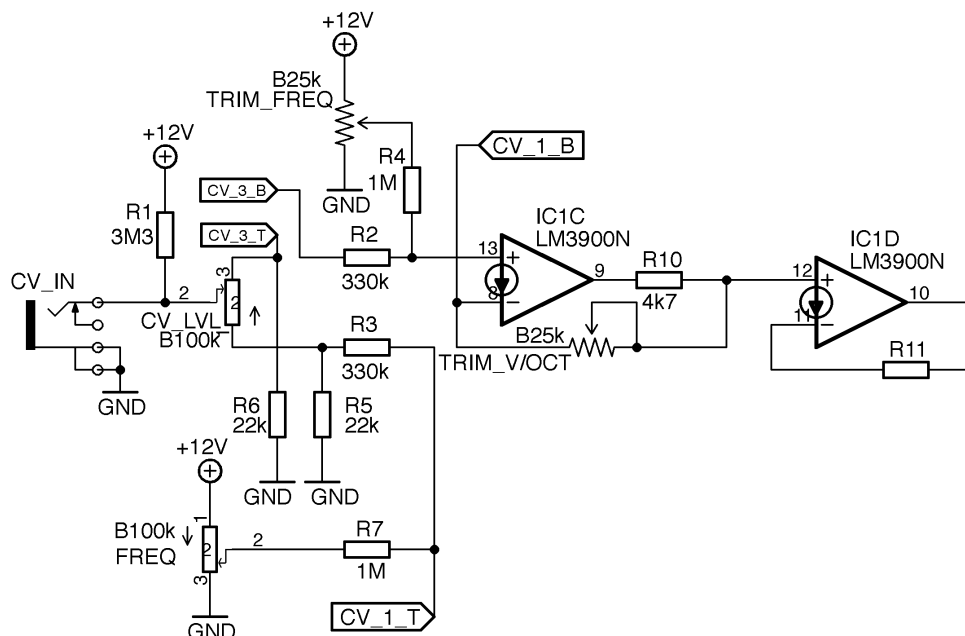 +12V
B25k
TRIM_FREQ
+12V
R4
1M
CV_1_B
CV_3_B
GND
IC1C
LM3900N
R1
3M3
CV_3_T
R2
330k
13
+
8
−
9
R10
4k7
IC1D
LM3900N
12
+
11
−
10
CV_IN
2
3
2
1
CV_LVL
B100k
R3
330k
B25k
TRIM_V/OCT
R11
GND
R6
22k
R5
22k
+12V
GND
GND
1
B100k
FREQ
2
2
3
R7
1M
GND
CV_1_T